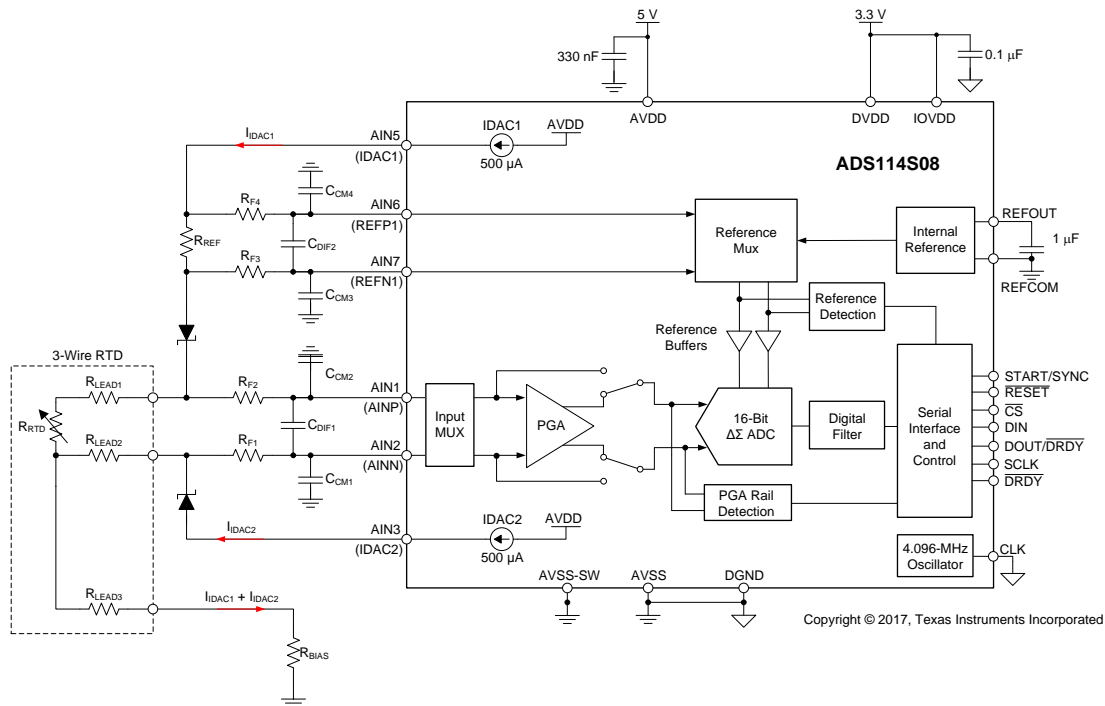 5 V
3.3 V
330 nF
0.1 μF
AVDD
DVDD
IOVDD
IIDAC1
AIN5
(IDAC1)
IDAC1
AVDD
500 μA
ADS114S08
CCM4
RF4
AIN6
(REFP1)
RREF
CDIF2
RF3
AIN7
(REFN1)
CCM3
Reference
Mux
Internal
Reference
REFOUT
1 μF
REFCOM
Reference
Detection
Reference
Buffers
3-Wire RTD
RLEAD1
RF2
CCM2
AIN1
(AINP)
RRTD
RLEAD2
CDIF1
RF1
AIN2
(AINN)
CCM1
Input
MUX
PGA
16-Bit
ΔΣ ADC
Digital
Filter
Serial
Interface
and
Control
START/SYNC
RESET
CS
DIN
DOUT/DRDY
SCLK
DRDY
PGA Rail
Detection
IIDAC2
AIN3
(IDAC2)
IDAC2
AVDD
500 μA
4.096-MHz
Oscillator
CLK
AVSS-SW
AVSS
DGND
RLEAD3
IIDAC1 + IIDAC2
RBIAS
Copyright © 2017, Texas Instruments Incorporated